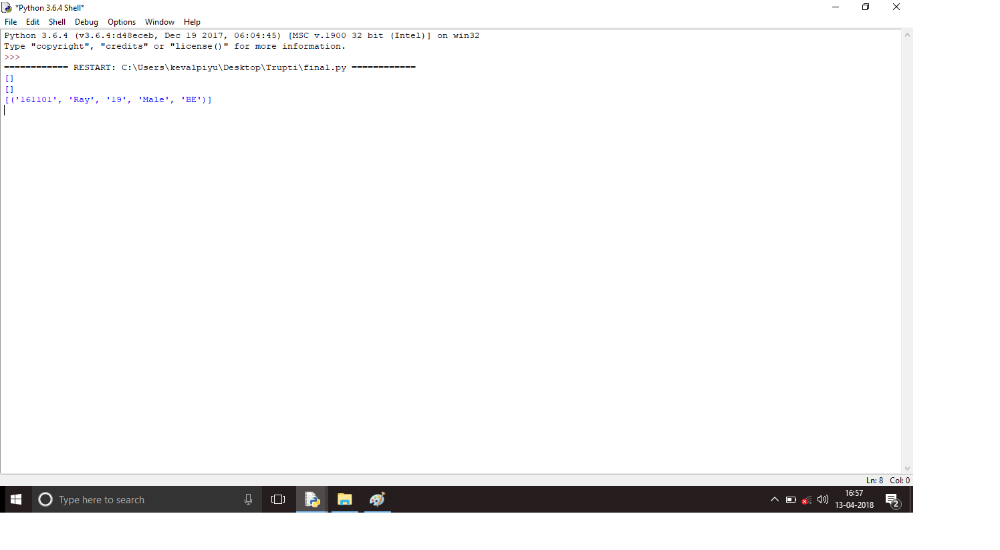 *Python 3.6.4 Shell*
File Edit Shell Debug Options Window Help
Python 3.6.4 (v3.6.4:d48eceb, Dec 19 2017, 06:04:45) [MSC v.1900 32 bit (Intel)] on win32
Type "copyright", "credits" or "license()" for more information.
>>>
============ RESTART: C:\Users\kevalpiyu\Desktop\Trupti\final.py ============
[]
[]
[('161101', 'Ray', '19', 'Male', 'BE')]
Ln: 8 Col: 0
Type here to search
16:57
13-04-2018
2